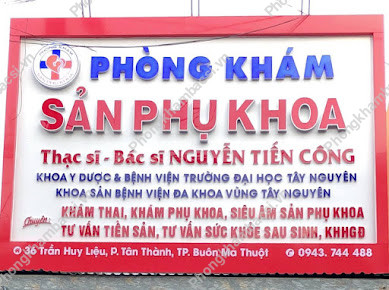 PHÒNG KHÁM
SẢN PHỤ KHOA
Thạc sĩ - Bác sĩ NGUYỄN TIẾN CÔNG
KHOA Y DƯỢC & BỆNH VIỆN TRƯỜNG ĐẠI HỌC TÂY NGUYÊN
KHOA SẢN BỆNH VIỆN ĐA KHOA VÙNG TÂY NGUYÊN
Chuyên: KHÁM THAI, KHÁM PHỤ KHOA, SIÊU ÂM SẢN PHỤ KHOA
TƯ VẤN TIỀN SẢN, TƯ VẤN SỨC KHỎE SAU SINH, KHHGĐ
36 Trần Huy Liệu, P. Tân Thành, TP. Buôn Ma Thuột 0943. 744 488